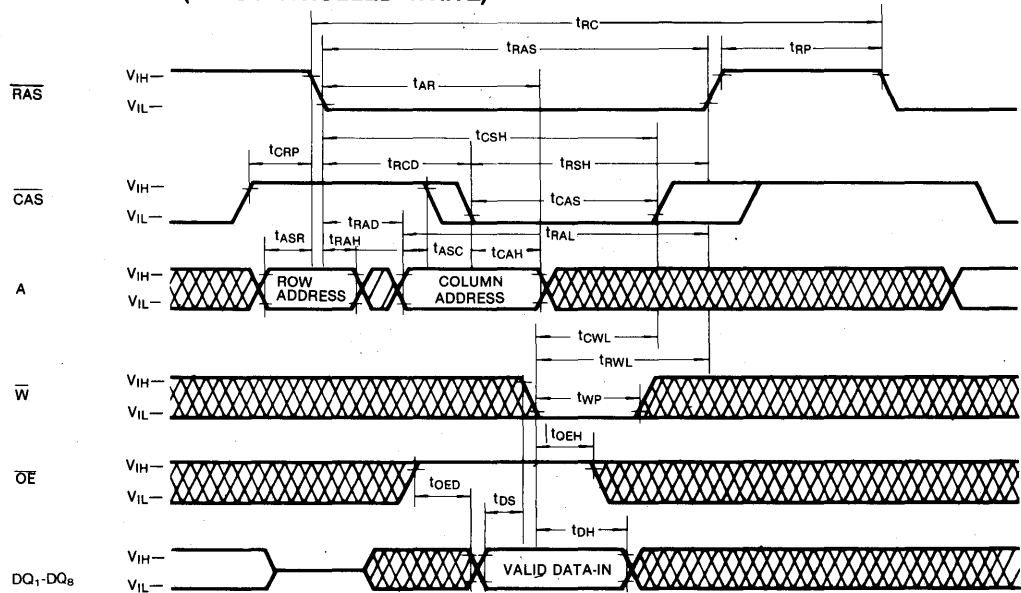 tRC
tRAS
tRP
tAR
RAS
VIH
VIL
tCSH
tCRP
tRCD
tRSH
CAS
VIH
VIL
tCAS
tRAD
tRAL
tASR
tRAH
tASC
tCAH
A
VIH
VIL
ROW ADDRESS
COLUMN ADDRESS
tCWL
tRWL
W
VIH
VIL
tWP
tOEH
OE
VIH
VIL
tOED
tDS
tDH
DQ1-DQ8
VIH
VIL
VALID DATA-IN